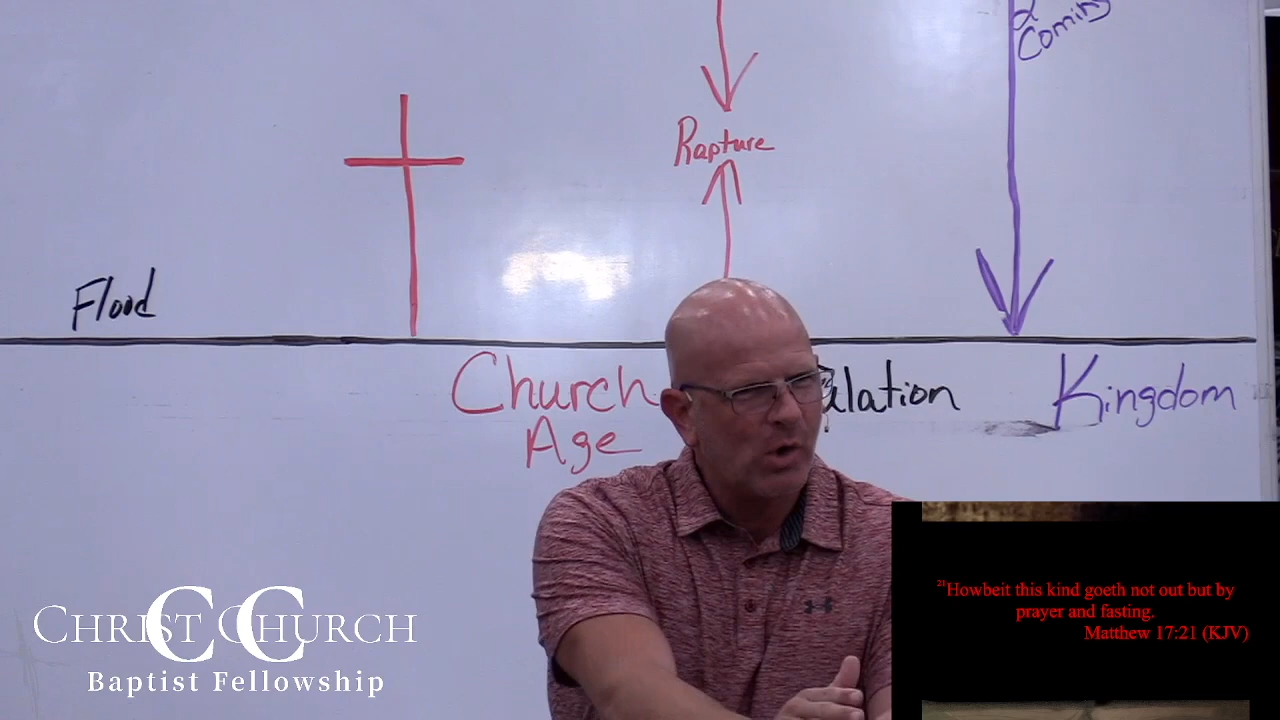 Coming
Rapture
Flood
Church
Age
Kingdom
CC
CHRIST CHURCH
Baptist Fellowship
21Howbeit this kind goeth not out but by
prayer and fasting.
Matthew 17:21 (KJV)